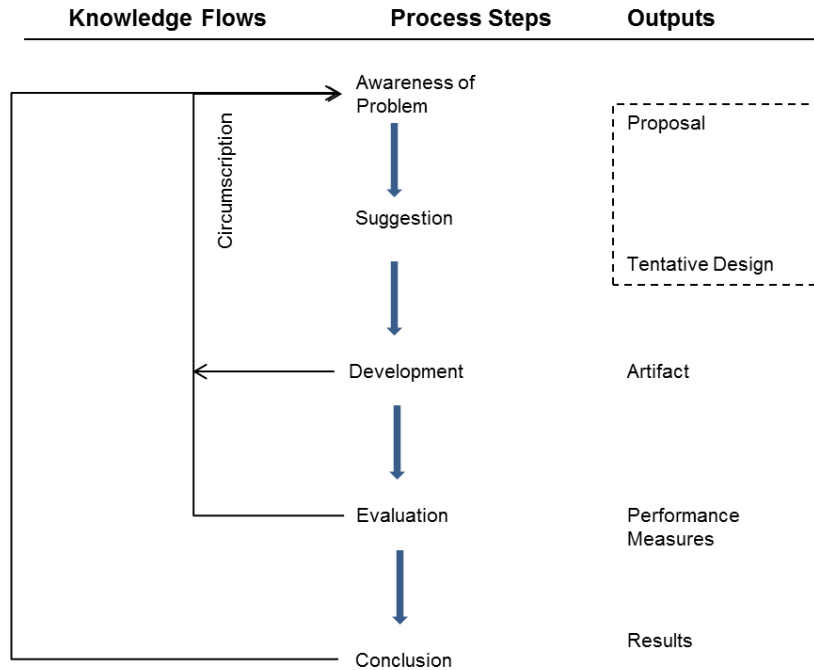 Knowledge Flows
Process Steps
Outputs
Awareness of
Problem
Proposal
Circumscription
Suggestion
Tentative Design
Development
Artifact
Evaluation
Performance
Measures
Conclusion
Results